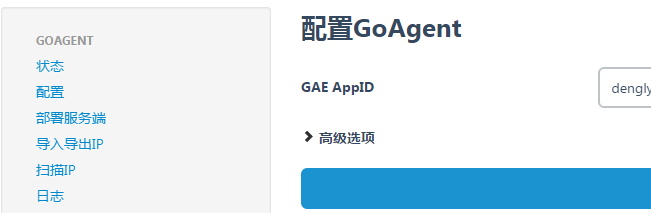 GOAGENT
状态
配置
部署服务端
导入导出IP
扫描IP
日志
配置GoAgent
GAE AppID
dengly
高级选项